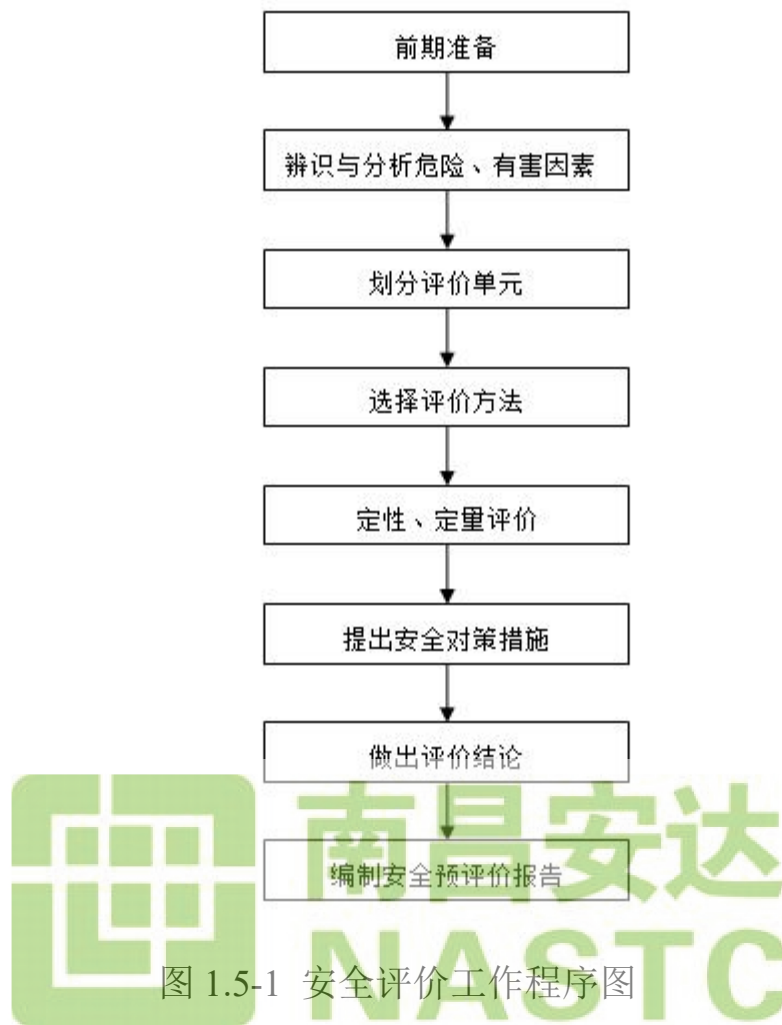 前期准备
辨识与分析危险、有害因素
划分评价单元
选择评价方法
定性、定量评价
提出安全对策措施
做出评价结论
编制安全预评价报告
南昌安达
NASTC
图 1.5-1 安全评价工作程序图